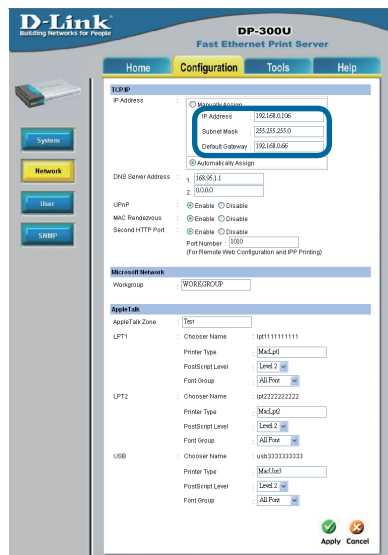 D-Link
Building Networks for People
DP-300U
Fast Ethernet Print Server
Home Configuration Tools Help
System
Network
User
SNMP
TCP/IP
IP Address : Manually Assign
IP Address : 192.168.0.106
Subnet Mask : 255.255.255.0
Default Gateway : 192.168.0.66
Automatically Assign
DNS Server Address : 1. 168.95.1.1
2. 0.0.0.0
UPnP : Enable Disable
MAC Rendezvous : Enable Disable
Second HTTP Port : Enable Disable
Port Number : 1010
(For Remote Web Configuration and IPP Printing)
Microsoft Network
Workgroup : WORKGROUP
AppleTalk
AppleTalk Zone : Test
LPT1 : Chooser Name : lpt1111111111
Printer Type : MacLpt1
PostScript Level : Level 2
Font Group : All Font
LPT2 : Chooser Name : lpt2222222222
Printer Type : MacLpt2
PostScript Level : Level 2
Font Group : All Font
USB : Chooser Name : usb3333333333
Printer Type : MacUse3
PostScript Level : Level 2
Font Group : All Font
Apply Cancel